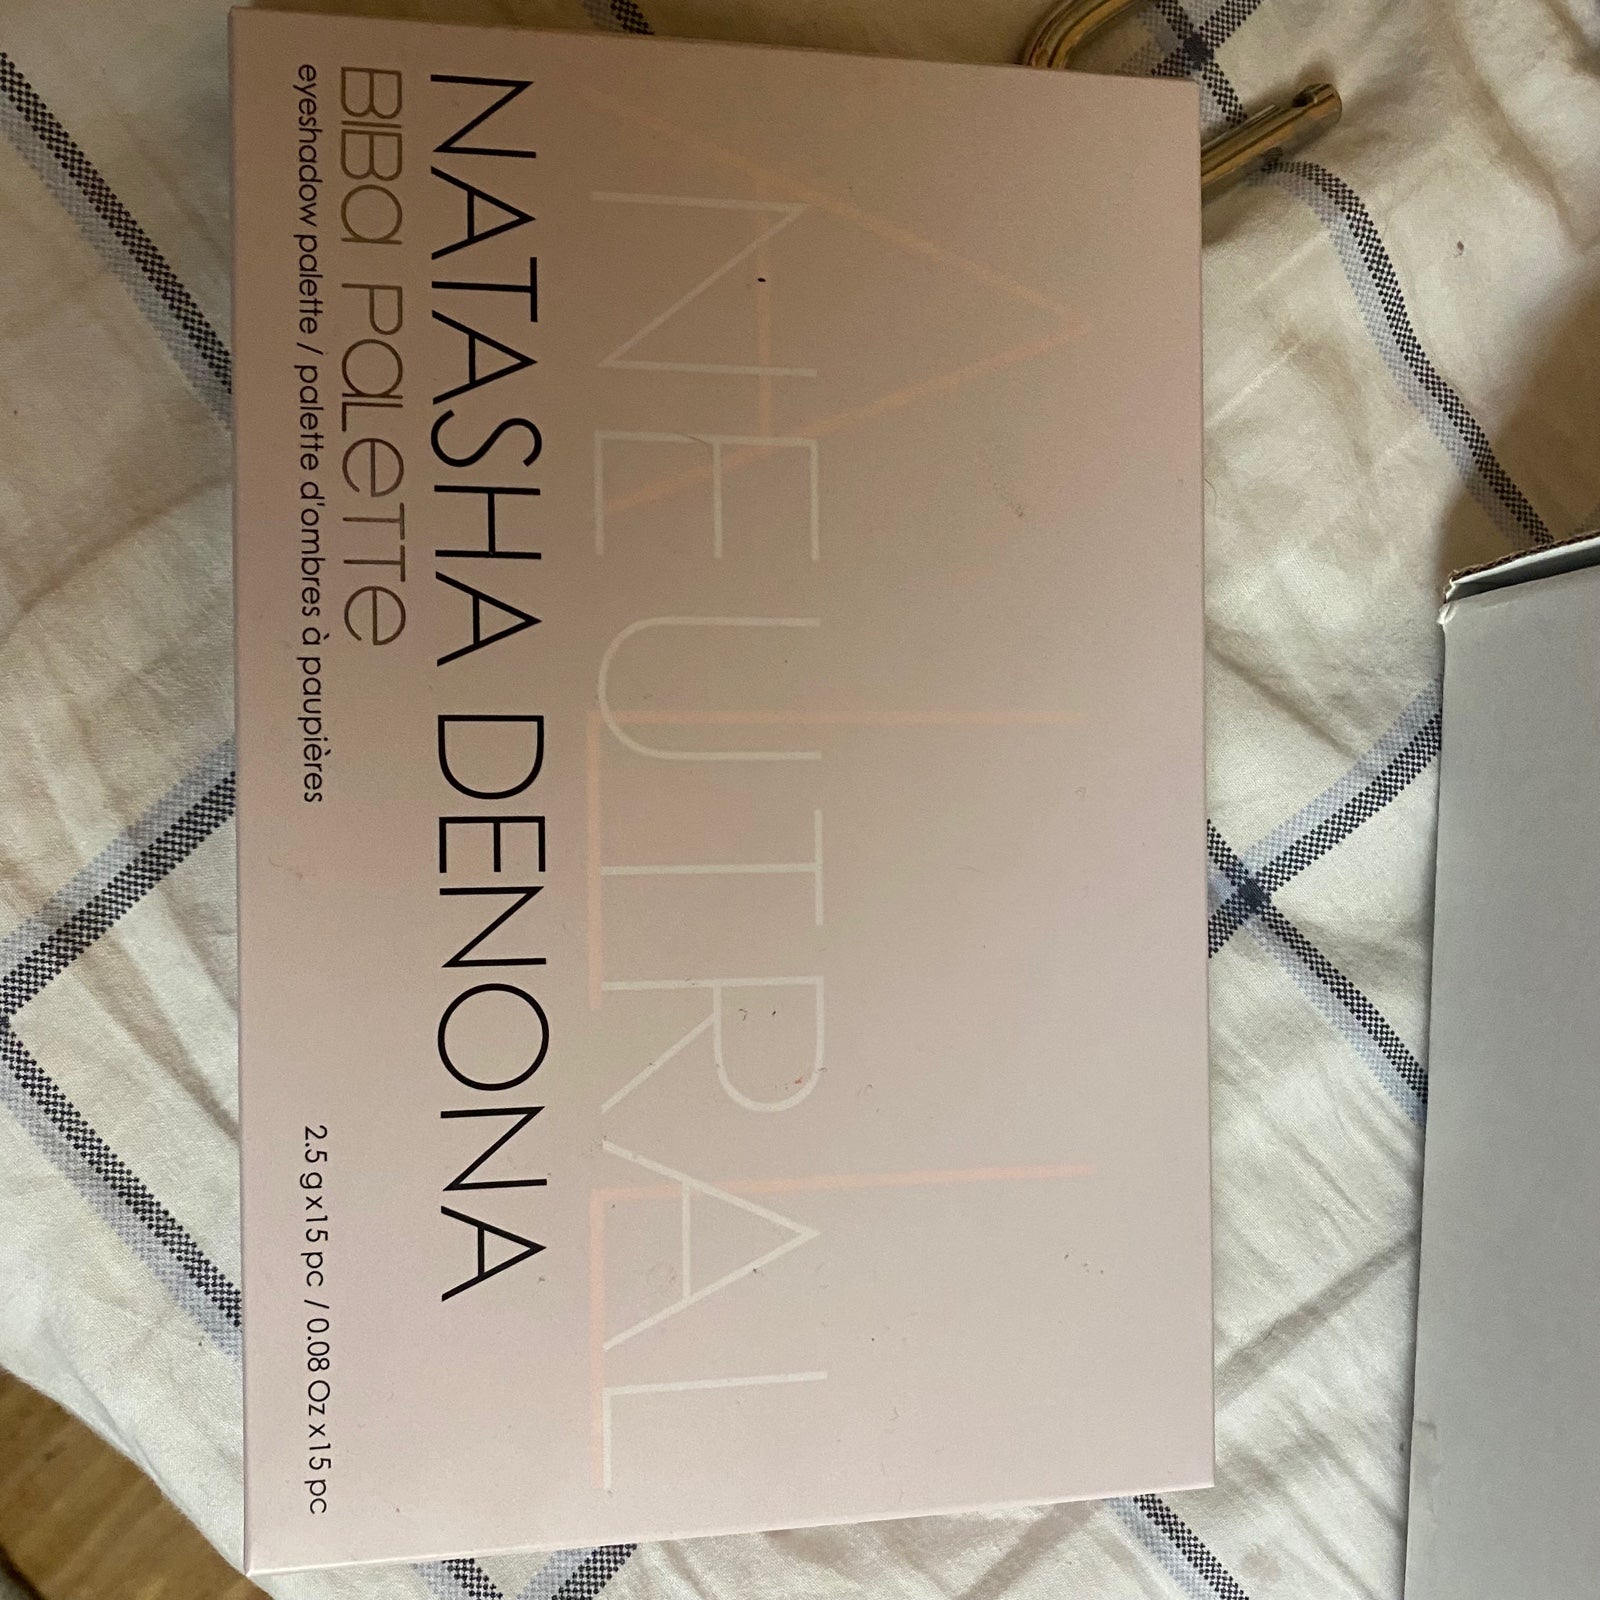 NEUTRAL
NATASHA DENONA
BIBa PaLeTTe
eyeshadow palette / palette d'ombres à paupières
2.5 g x 15 pc / 0.08 Oz x 15 pc